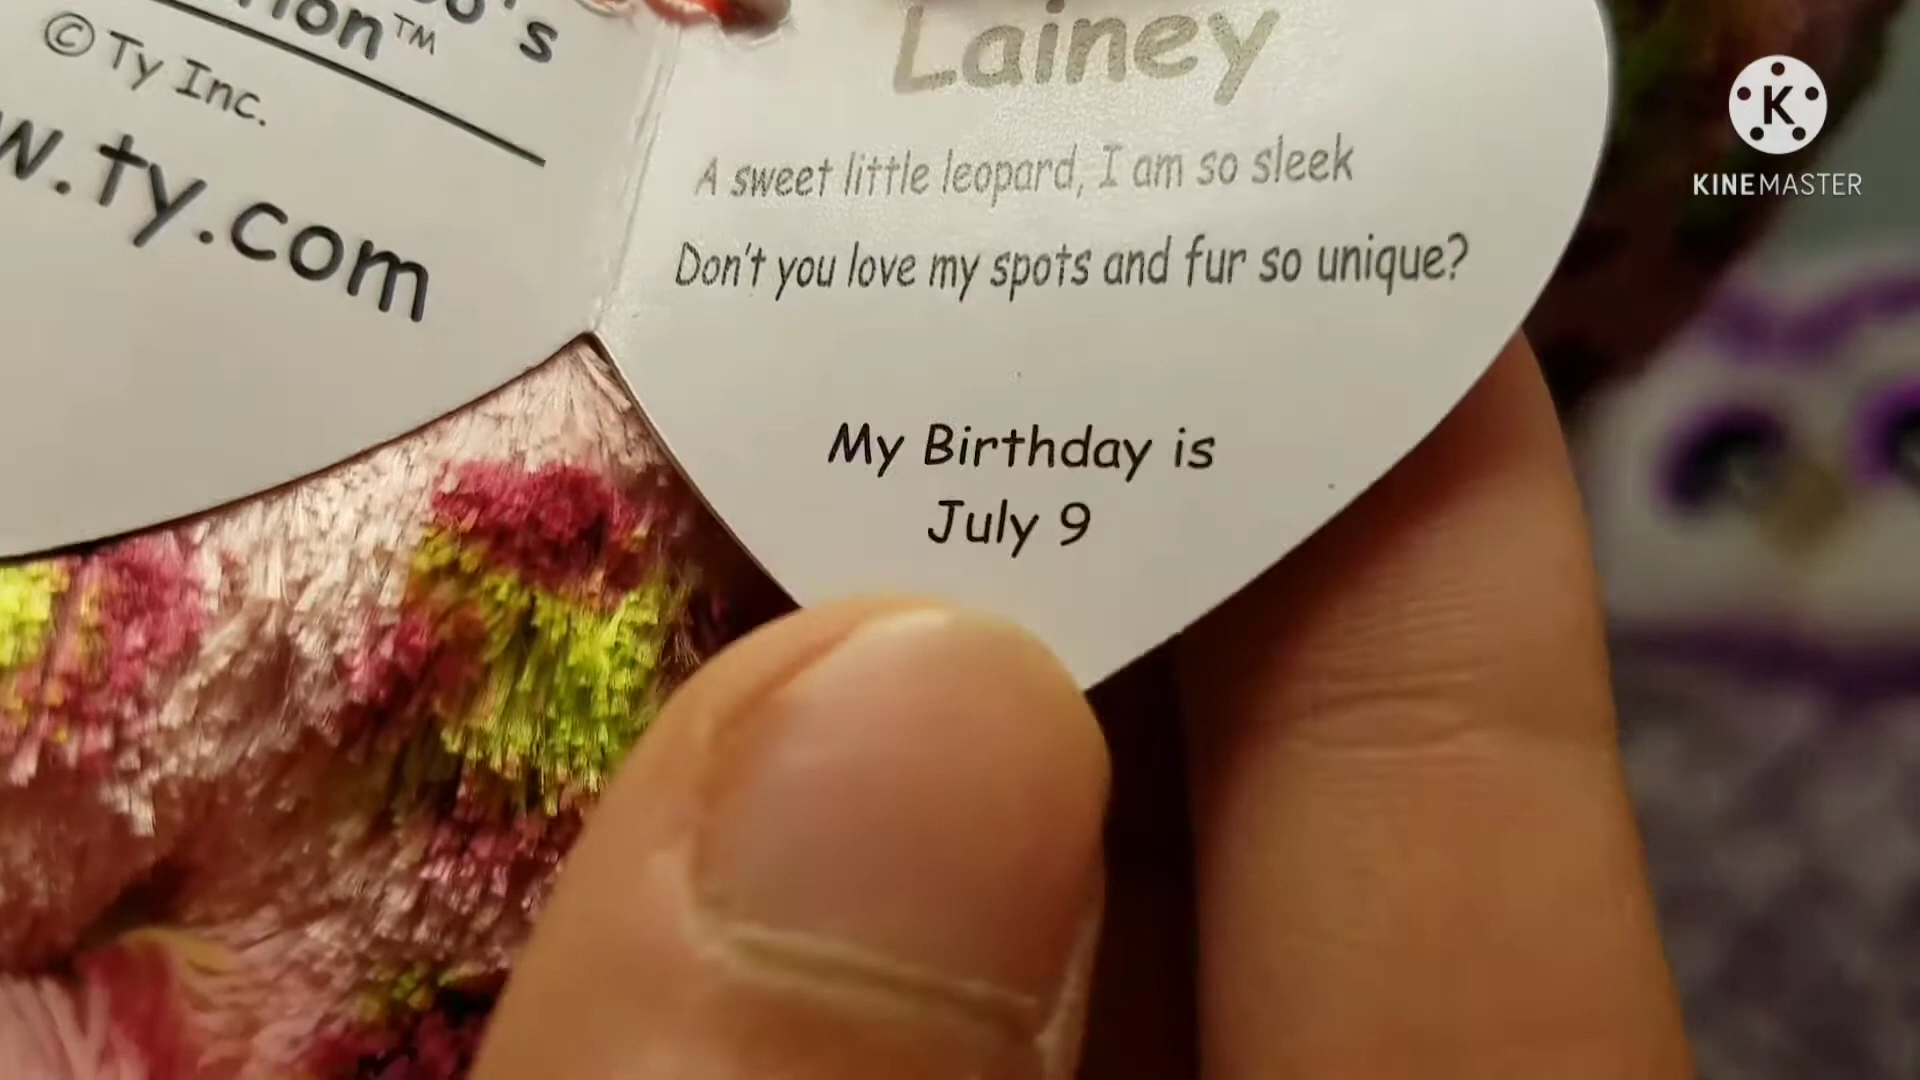 ©Ty Inc.
ty.com
Lainey
A sweet little leopard, I am so sleek
Don't you love my spots and fur so unique?
My Birthday is
July 9
K
KINEMASTER